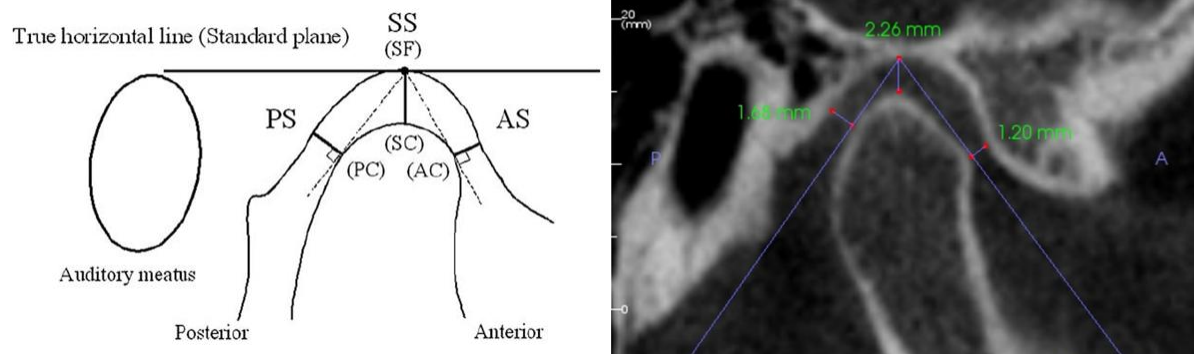 SS
(SF)
True horizontal line (Standard plane)
PS
AS
(SC)
(PC)
(AC)
Auditory meatus
Posterior
Anterior
20
(mm)
2.26 mm
1.68 mm
1.20 mm
P
A
0